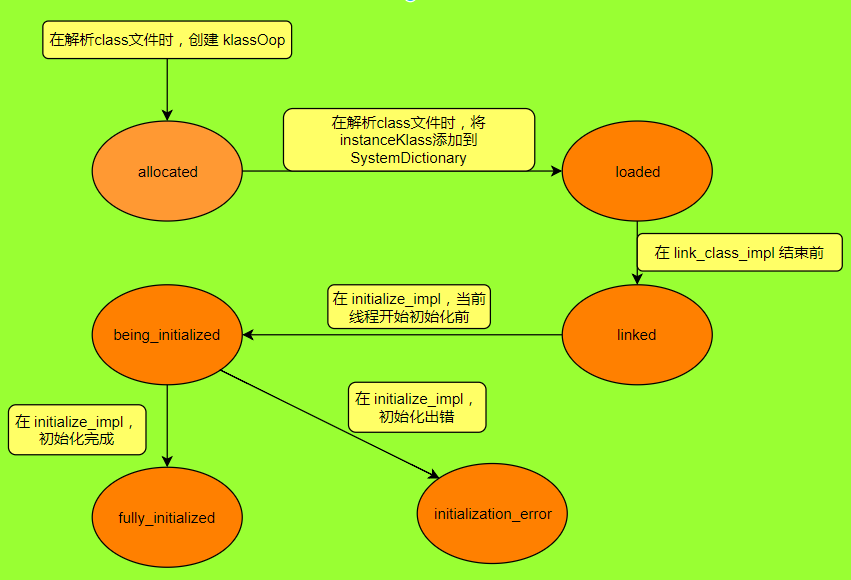 在解析class文件时，创建 klassOop
allocated
在解析class文件时，将
instanceKlass添加到
SystemDictionary
loaded
在 link_class_impl 结束前
linked
在 initialize_impl，当前
线程开始初始化前
being_initialized
在 initialize_impl，
初始化完成
在 initialize_impl，
初始化出错
fully_initialized
initialization_error